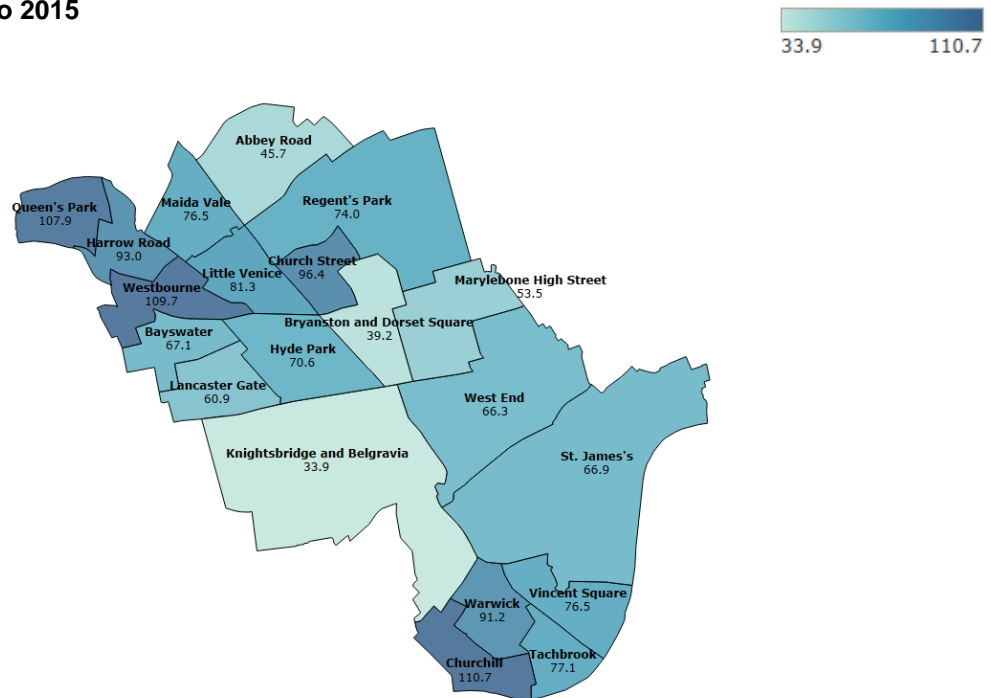 o 2015
33.9 110.7
Abbey Road
45.7
Queen's Park
107.9
Maida Vale
76.5
Regent's Park
74.0
Harrow Road
93.0
Church Street
96.4
Little Venice
81.3
Marylebone High Street
53.5
Westbourne
109.7
Bryanston and Dorset Square
39.2
Bayswater
67.1
Hyde Park
70.6
Lancaster Gate
60.9
West End
66.3
Knightsbridge and Belgravia
33.9
St. James's
66.9
Vincent Square
76.5
Warwick
91.2
Tachbrook
77.1
Churchill
110.7